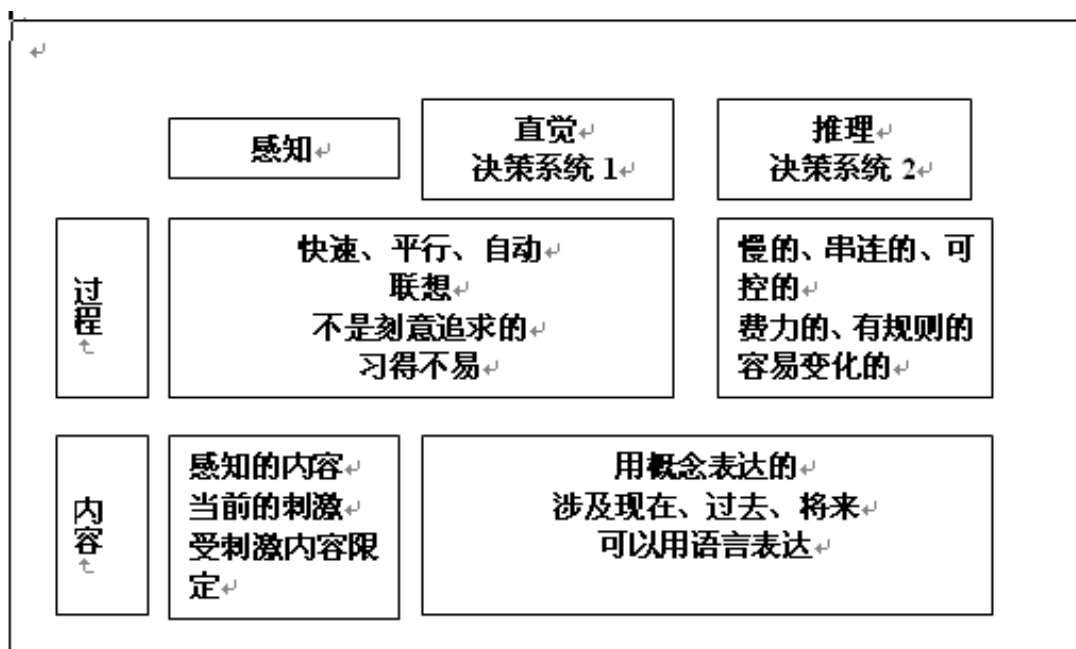 感知
直觉
决策系统 1
推理
决策系统 2
过程
快速、平行、自动
联想
不是刻意追求的
习得不易
慢的、串连的、可
控的
费力的、有规则的
容易变化的
内容
感知的内容
当前的刺激
受刺激内容限
定
用概念表达的
涉及现在、过去、将来
可以用语言表达